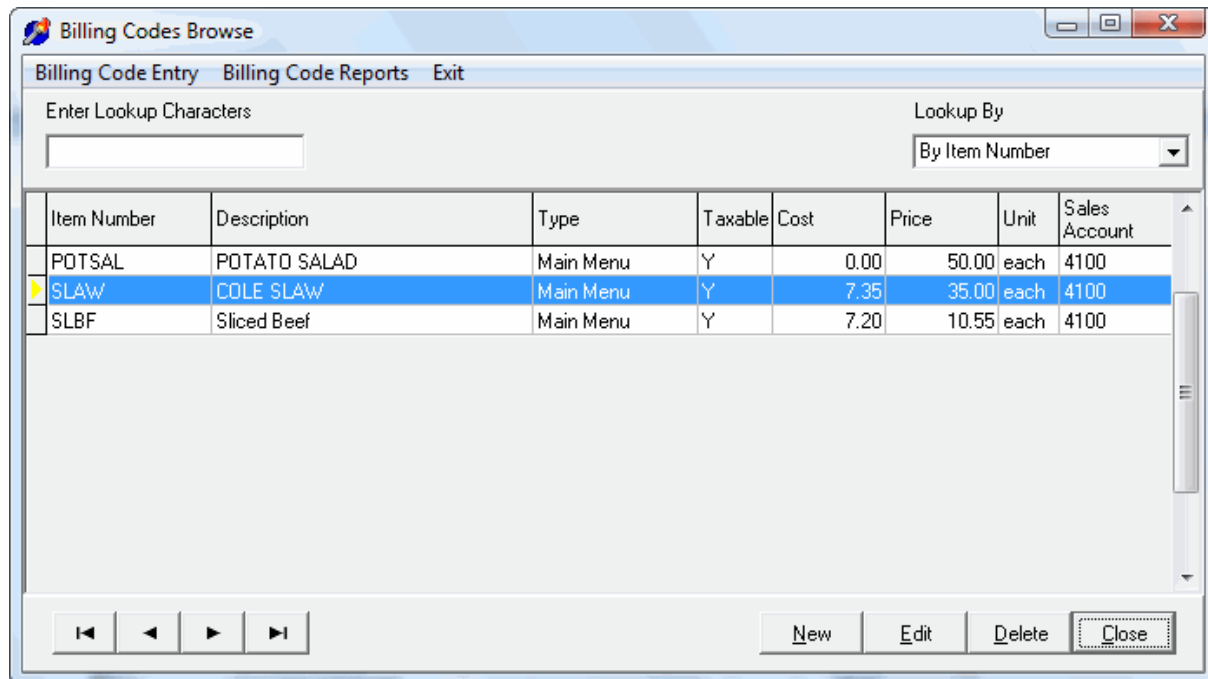 Billing Codes Browse
Billing Code Entry Billing Code Reports Exit
Enter Lookup Characters Lookup By
By Item Number
Item Number Description Type Taxable Cost Price Unit Sales Account
POTSAL POTATO SALAD Main Menu Y 0.00 50.00 each 4100
SLAW COLE SLAW Main Menu Y 7.35 35.00 each 4100
SLBF Sliced Beef Main Menu Y 7.20 10.55 each 4100
New Edit Delete Close